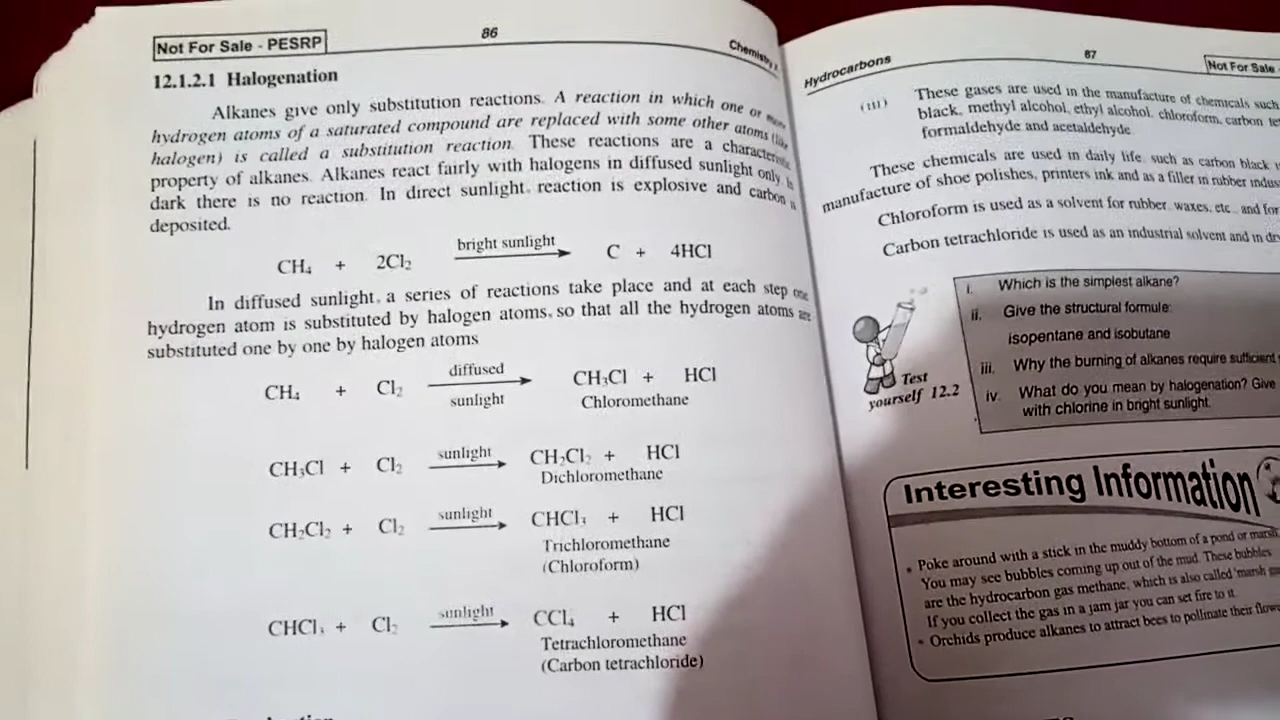 Not For Sale - PESRP
86
12.1.2.1 Halogenation
Alkanes give only substitution reactions. A reaction in which one or more
hydrogen atoms of a saturated compound are replaced with some other atoms (like
halogen) is called a substitution reaction. These reactions are a characteristic
property of alkanes. Alkanes react fairly with halogens in diffused sunlight only
dark there is no reaction. In direct sunlight, reaction is explosive and carbon
deposited.
CH₄ + 2Cl₂ bright sunlight → C + 4HCl
In diffused sunlight, a series of reactions take place and at each step one
hydrogen atom is substituted by halogen atoms, so that all the hydrogen atoms are
substituted one by one by halogen atoms
CH₄ + Cl₂ diffused sunlight → CH₃Cl + HCl
Chloromethane
CH₃Cl + Cl₂ sunlight → CH₂Cl₂ + HCl
Dichloromethane
CH₂Cl₂ + Cl₂ sunlight → CHCl₃ + HCl
Trichloromethane
(Chloroform)
CHCl₃ + Cl₂ sunlight → CCl₄ + HCl
Tetrachloromethane
(Carbon tetrachloride)
Hydrocarbons
87
Not For Sale -
(iii) These gases are used in the manufacture of chemicals such
black, methyl alcohol, ethyl alcohol, chloroform, carbon
formaldehyde and acetaldehyde
These chemicals are used in daily life. such as carbon black
manufacture of shoe polishes, printers ink and as a filler in rubber
Chloroform is used as a solvent for rubber, waxes, etc., and
Carbon tetrachloride is used as an industrial solvent and in
Test
yourself 12.2
i. Which is the simplest alkane?
ii. Give the structural formula:
isopentane and isobutane
iii. Why the burning of alkanes require sufficient
iv. What do you mean by halogenation? Give
with chlorine in bright sunlight.
Interesting Information
• Poke around with a stick in the muddy bottom of a pond or marsh.
You may see bubbles coming up out of the mud. These bubbles
are the hydrocarbon gas methane, which is also called 'marsh
If you collect the gas in a jam jar you can set fire to it.
• Orchids produce alkanes to attract bees to pollinate their